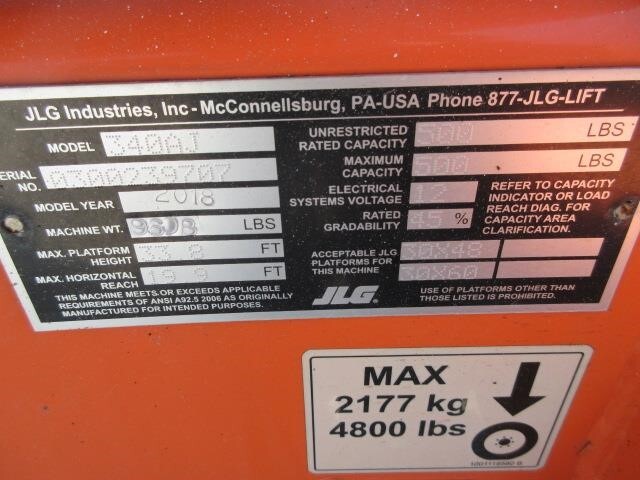 JLG Industries, Inc - McConnellsburg, PA-USA Phone 877-JLG-LIFT
MODEL 340AJ
SERIAL NO. 0300239707
MODEL YEAR 2018
MACHINE WT. LBS
MAX. PLATFORM HEIGHT 33 8 FT
MAX. HORIZONTAL REACH 19 9 FT
THIS MACHINE MEETS OR EXCEEDS APPLICABLE
REQUIREMENTS OF ANSI A92.5 2006 AS ORIGINALLY
MANUFACTURED FOR INTENDED PURPOSES.
UNRESTRICTED RATED CAPACITY 500 LBS
MAXIMUM CAPACITY 500 LBS
ELECTRICAL SYSTEMS VOLTAGE 12
RATED GRADABILITY 45 %
REFER TO CAPACITY
INDICATOR OR LOAD
REACH DIAG. FOR
CAPACITY AREA
CLARIFICATION.
ACCEPTABLE JLG
PLATFORMS FOR
THIS MACHINE
30X48
30X60
JLG
USE OF PLATFORMS OTHER THAN
THOSE LISTED IS PROHIBITED.
MAX
2177 kg
4800 lbs